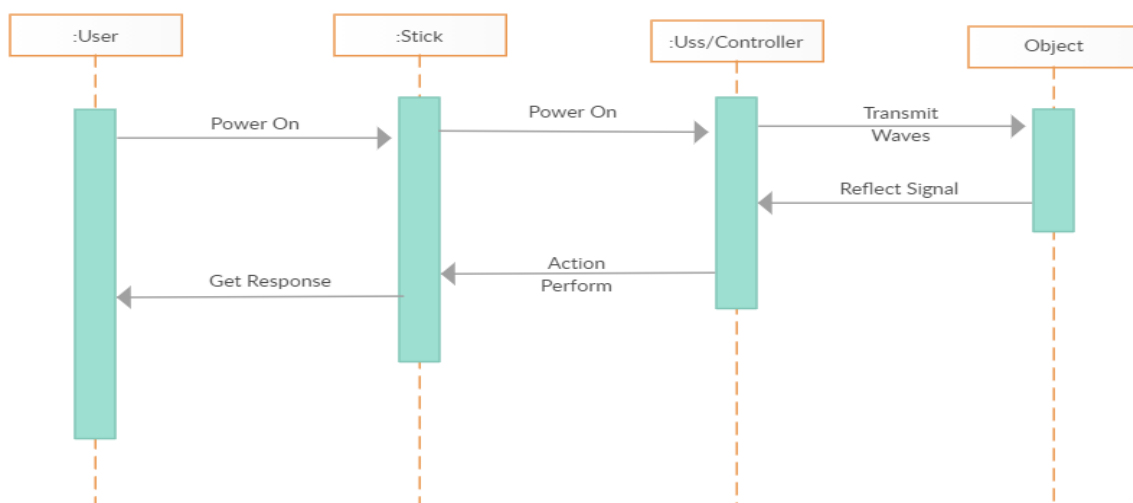 :User
:Stick
:Uss/Controller
Object
Power On
Power On
Transmit
Waves
Reflect Signal
Action
Perform
Get Response